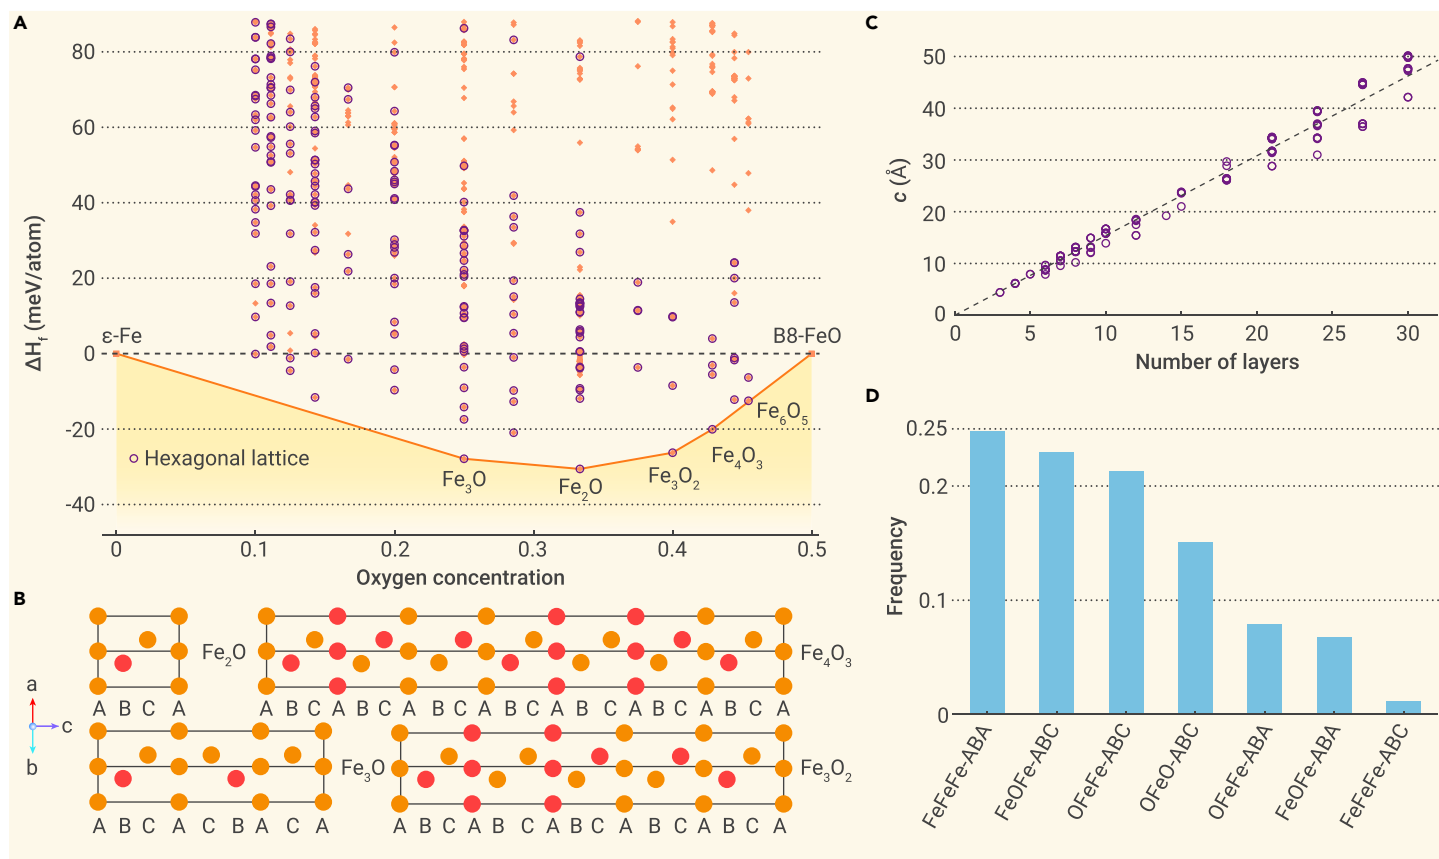 A
80
60
40
20
0
-20
-40
ΔHf (meV/atom)
ε-Fe
B8-FeO
Hexagonal lattice
Fe3O
Fe2O
Fe3O2
Fe4O3
Fe6O5
0 0.1 0.2 0.3 0.4 0.5
Oxygen concentration
B
Fe2O
A B C A
Fe4O3
A B C A B C A B C A B C A B C A B C A B C A
a
c
b
Fe3O
A B C A C B A C A
Fe3O2
A B C A B C A B C A B C A B C A
C
50
40
30
20
10
0
c (Å)
0 5 10 15 20 25 30
Number of layers
D
0.25
0.2
0.1
0
Frequency
FeFeFe-ABA
FeOFe-ABC
OFeFe-ABC
OFeO-ABC
OFeFe-ABA
FeOFe-ABA
FeFeFe-ABC